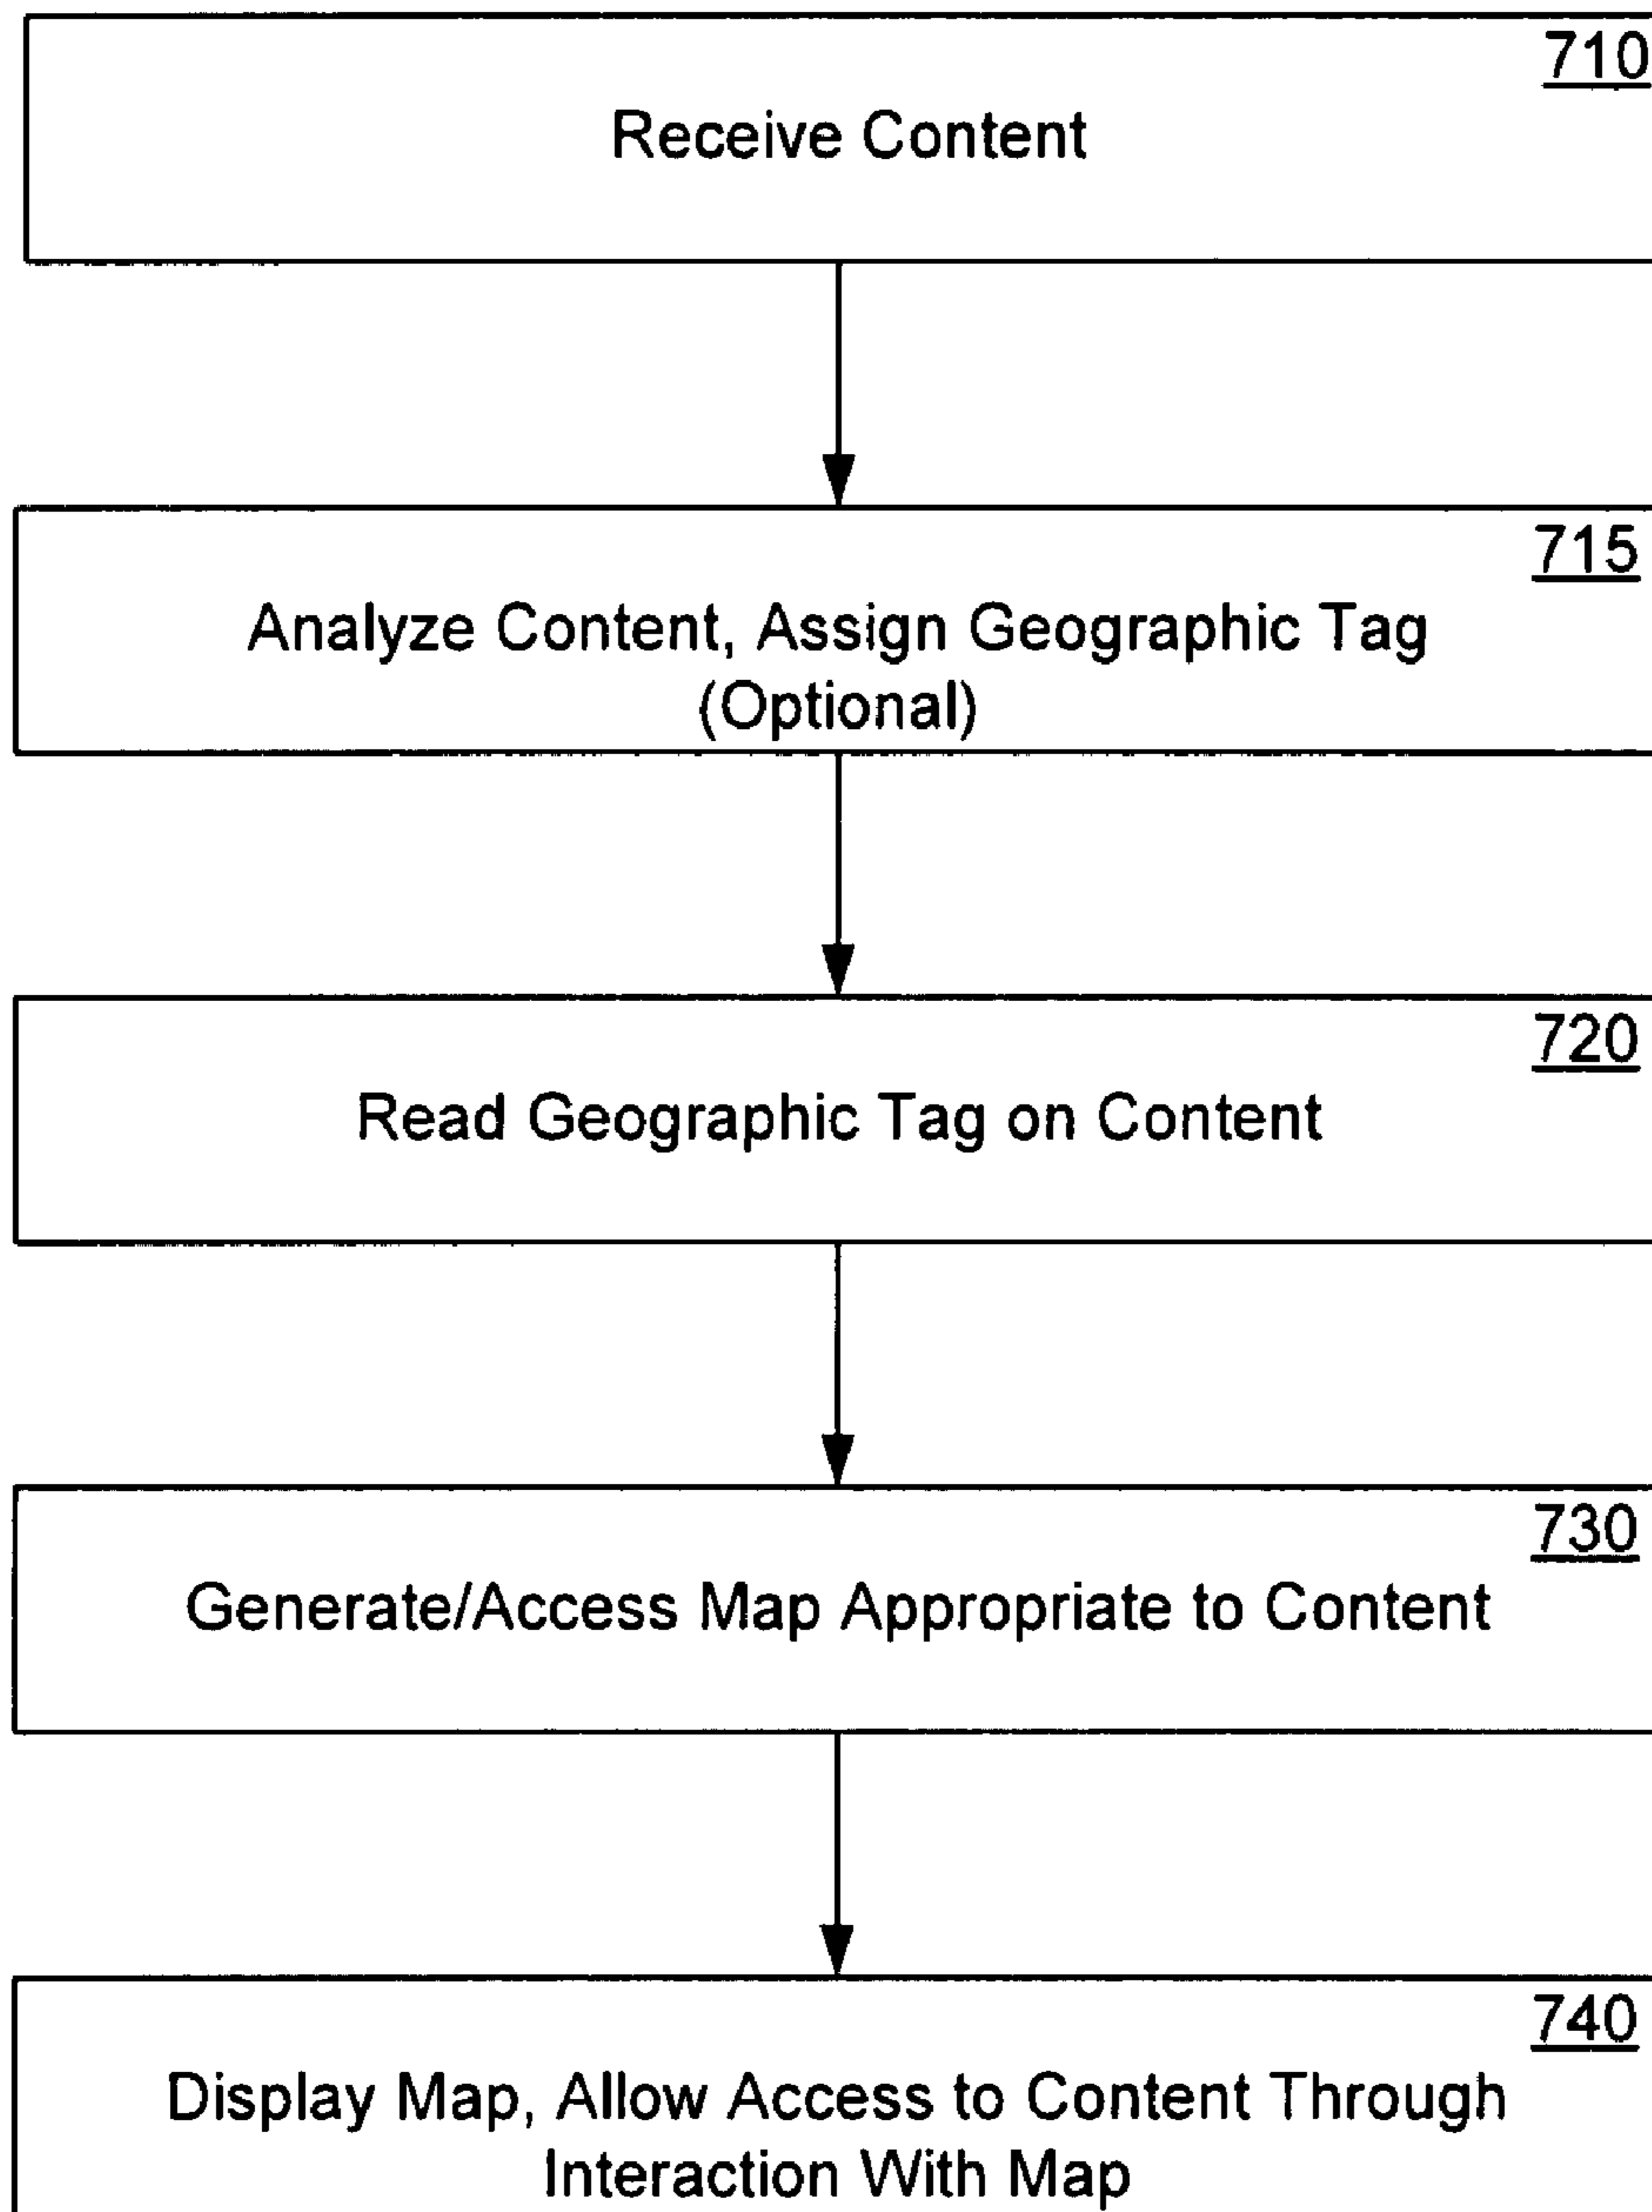 710
Receive Content
715
Analyze Content, Assign Geographic Tag
(Optional)
720
Read Geographic Tag on Content
730
Generate/Access Map Appropriate to Content
740
Display Map, Allow Access to Content Through
Interaction With Map